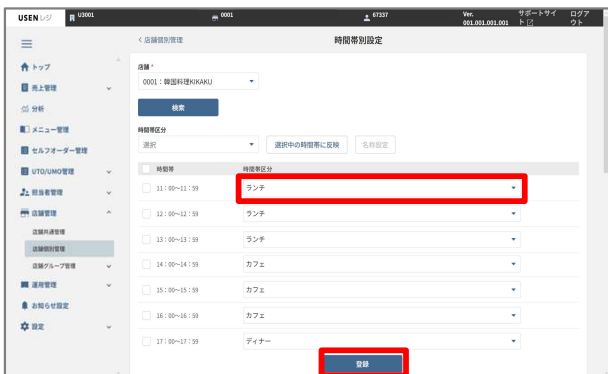 USEN レジ U3001 0001 67337 Ver. 001.001.001.001 サポートサイト ログアウト
< 店舗個別管理 時間帯別設定
トップ
売上管理
分析
メニュー管理
セルフオーダー管理
UTO/UMO管理
担当者管理
店舗管理
店舗共通管理
店舗個別管理
店舗グループ管理
運用管理
お知らせ設定
設定
店舗 *
0001：韓国料理KIKAKU
検索
時間帯区分
選択 選択中の時間帯に反映 名称設定
時間帯 時間帯区分
11：00～11：59 ランチ
12：00～12：59 ランチ
13：00～13：59 ランチ
14：00～14：59 カフェ
15：00～15：59 カフェ
16：00～16：59 カフェ
17：00～17：59 ディナー
登録